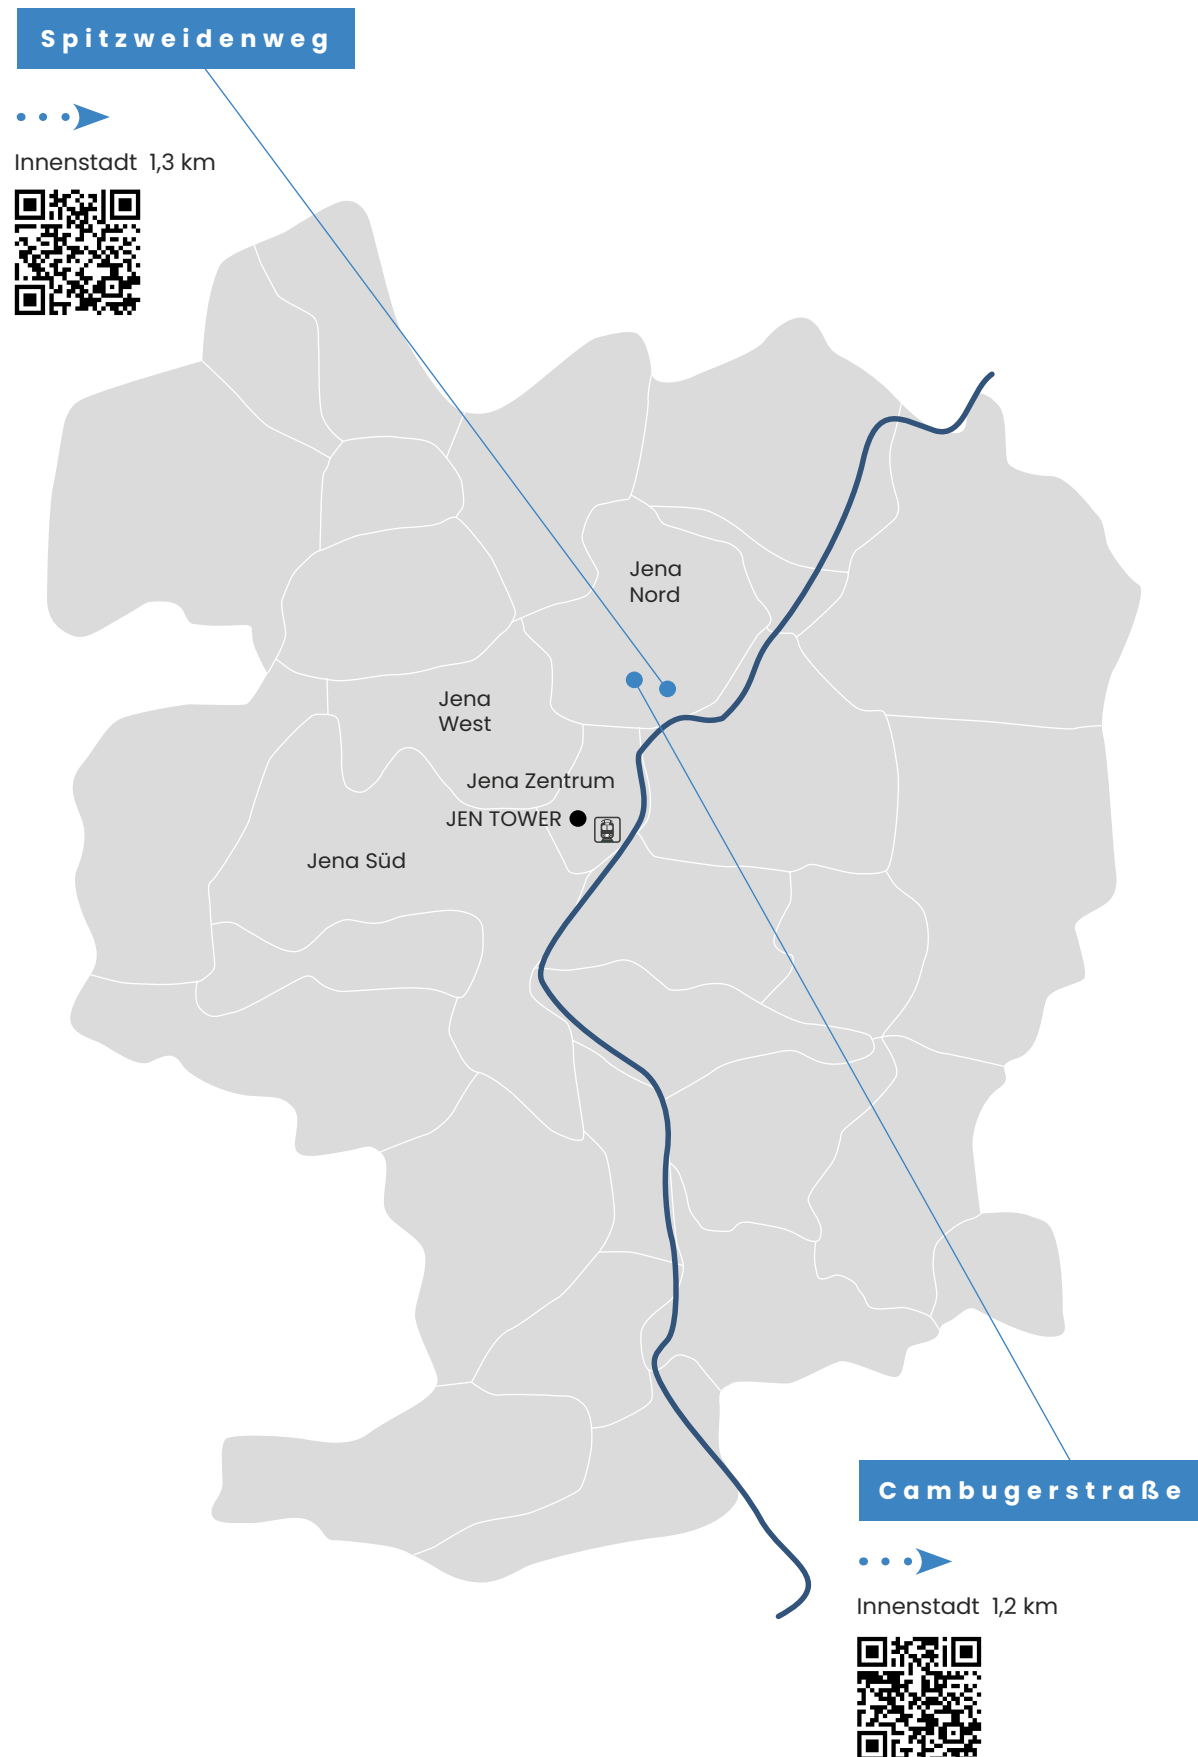 Spitzweidenweg
Innenstadt 1,3 km
Jena
Nord
Jena
West
Jena Zentrum
JEN TOWER
Jena Süd
Cambugerstraße
Innenstadt 1,2 km